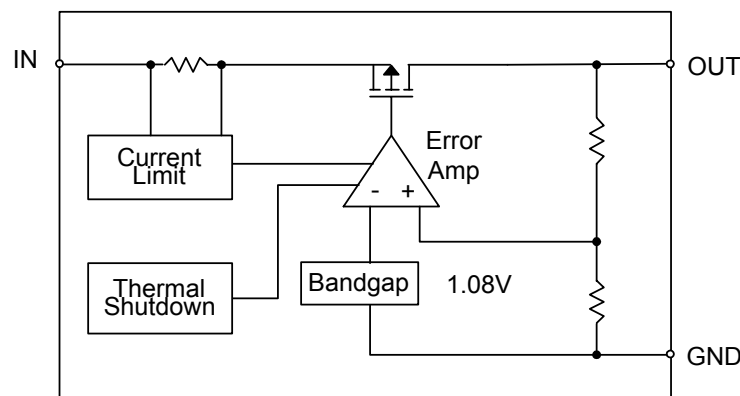 IN
OUT
Current
Limit
Error
Amp
- +
Thermal
Shutdown
Bandgap
1.08V
GND